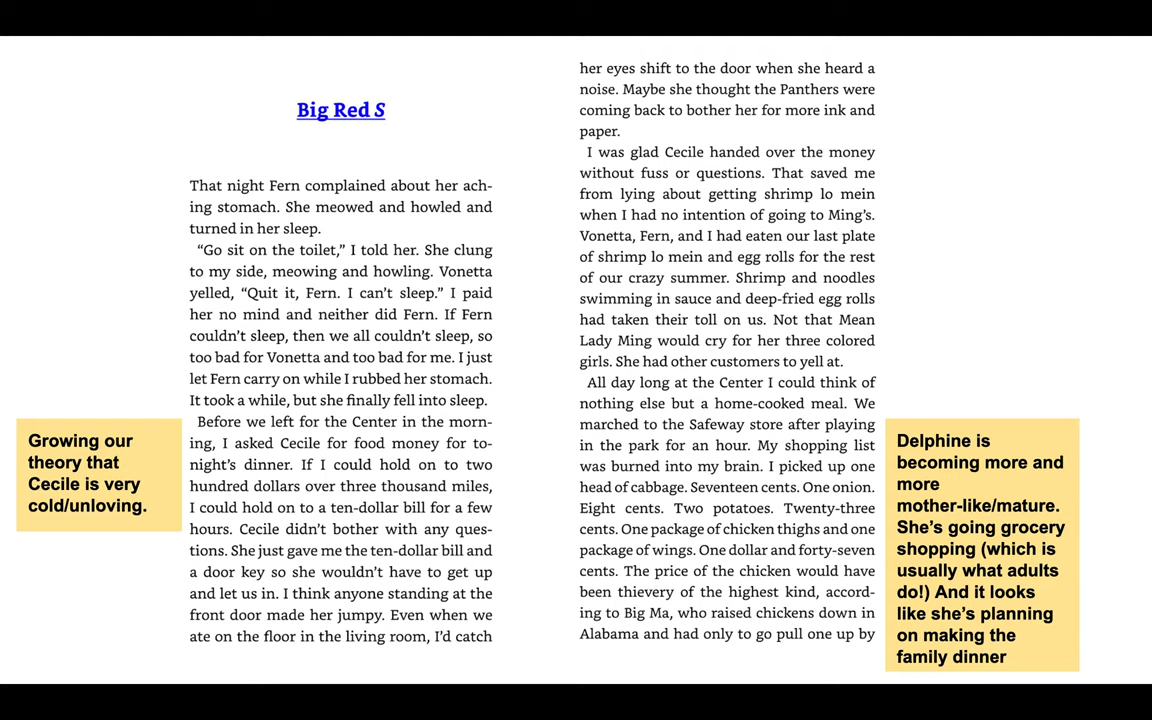 Big Red S
That night Fern complained about her ach-
ing stomach. She meowed and howled and
turned in her sleep.
“Go sit on the toilet,” I told her. She clung
to my side, meowing and howling. Vonetta
yelled, “Quit it, Fern. I can’t sleep.” I paid
her no mind and neither did Fern. If Fern
couldn’t sleep, then we all couldn’t sleep, so
too bad for Vonetta and too bad for me. I just
let Fern carry on while I rubbed her stomach.
It took a while, but she finally fell into sleep.
Before we left for the Center in the morn-
ing, I asked Cecile for food money for to-
night’s dinner. If I could hold on to two
hundred dollars over three thousand miles,
I could hold on to a ten-dollar bill for a few
hours. Cecile didn’t bother with any ques-
tions. She just gave me the ten-dollar bill and
a door key so she wouldn’t have to get up
and let us in. I think anyone standing at the
front door made her jumpy. Even when we
ate on the floor in the living room, I’d catch
Growing our
theory that
Cecile is very
cold/unloving.
her eyes shift to the door when she heard a
noise. Maybe she thought the Panthers were
coming back to bother her for more ink and
paper.
I was glad Cecile handed over the money
without fuss or questions. That saved me
from lying about getting shrimp lo mein
when I had no intention of going to Ming’s.
Vonetta, Fern, and I had eaten our last plate
of shrimp lo mein and egg rolls for the rest
of our crazy summer. Shrimp and noodles
swimming in sauce and deep-fried egg rolls
had taken their toll on us. Not that Mean
Lady Ming would cry for her three colored
girls. She had other customers to yell at.
All day long at the Center I could think of
nothing else but a home-cooked meal. We
marched to the Safeway store after playing
in the park for an hour. My shopping list
was burned into my brain. I picked up one
head of cabbage. Seventeen cents. One onion.
Eight cents. Two potatoes. Twenty-three
cents. One package of chicken thighs and one
package of wings. One dollar and forty-seven
cents. The price of the chicken would have
been thievery of the highest kind, accord-
ing to Big Ma, who raised chickens down in
Alabama and had only to go pull one up by
Delphine is
becoming more and
more
mother-like/mature.
She’s going grocery
shopping (which is
usually what adults
do!) And it looks
like she’s planning
on making the
family dinner